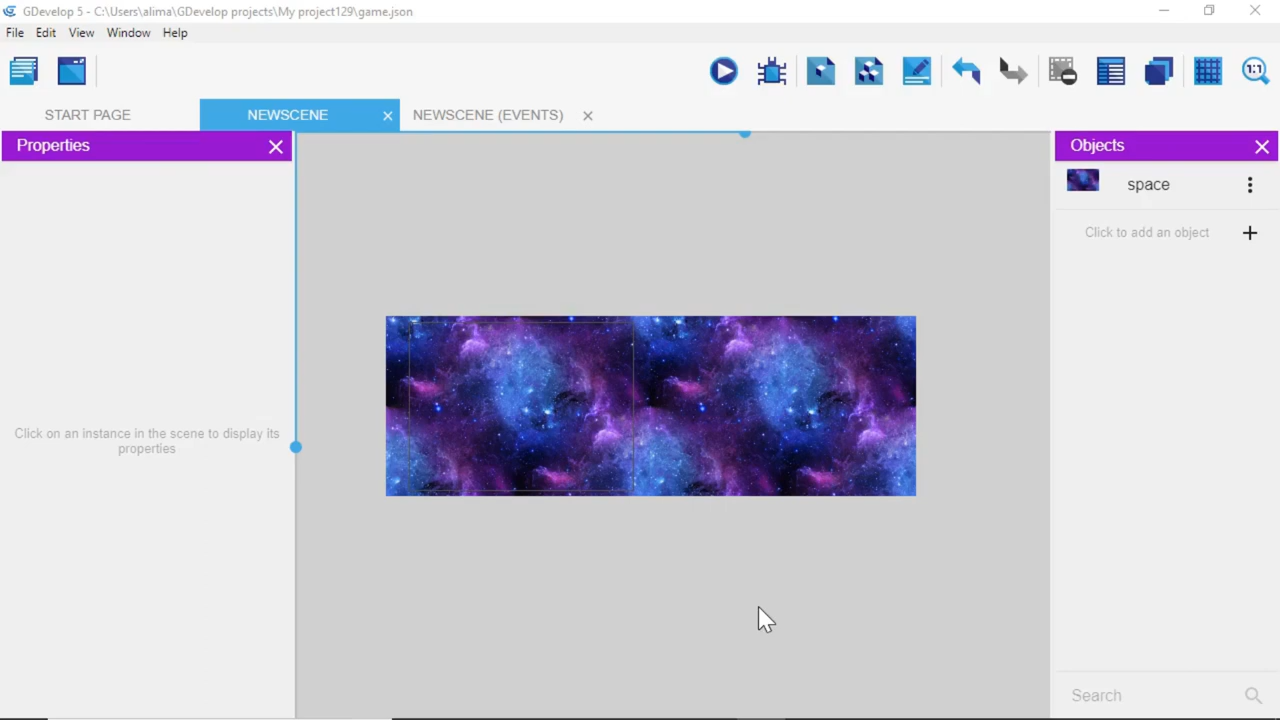 GDevelop 5 - C:\Users\alima\GDevelop projects\My project129\game.json
File Edit View Window Help
1:1
START PAGE NEWSCENE NEWSCENE (EVENTS)
Properties
Objects
space
Click to add an object
Click on an instance in the scene to display its
properties
Search